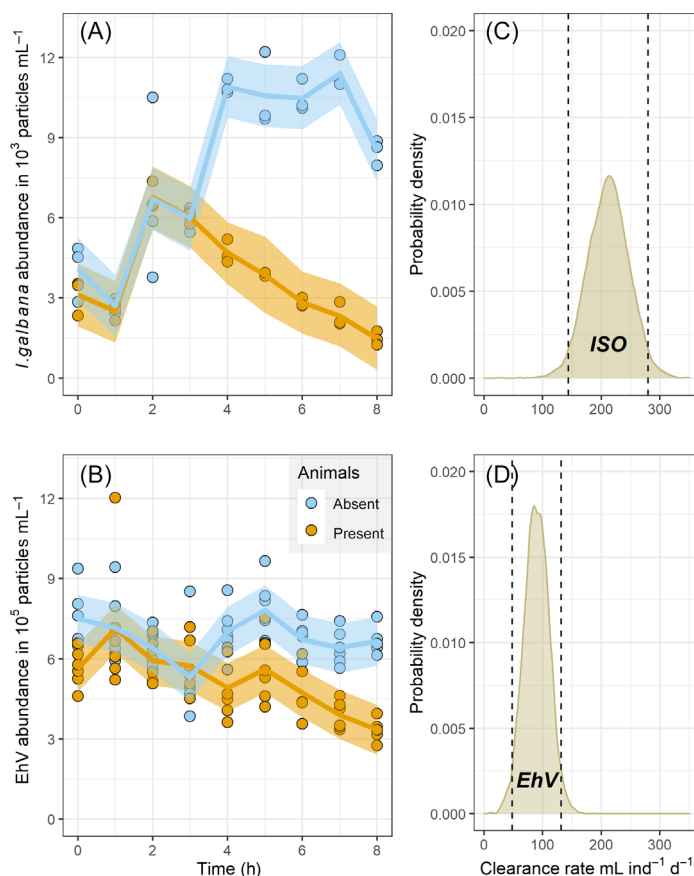 (A)
I.galbana abundance in 10³ particles mL⁻¹
12
9
6
3
0
0
2
4
6
8
(C)
Probability density
0.020
0.015
0.010
0.005
0.000
ISO
0
100
200
300
(B)
EhV abundance in 10⁵ particles mL⁻¹
12
9
6
3
0
Animals
Absent
Present
0
2
4
6
8
Time (h)
(D)
Probability density
0.020
0.015
0.010
0.005
0.000
EhV
0
100
200
300
Clearance rate mL ind⁻¹ d⁻¹